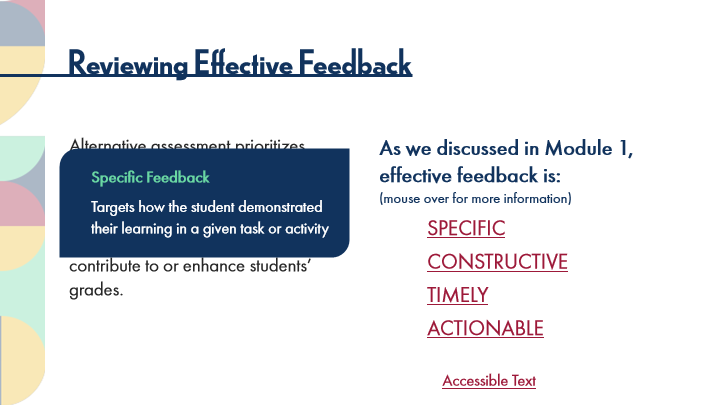 Reviewing Effective Feedback
Alternative assessment prioritizes
Specific Feedback
Targets how the student demonstrated
their learning in a given task or activity
contribute to or enhance students’
grades.
As we discussed in Module 1,
effective feedback is:
(mouse over for more information)
SPECIFIC
CONSTRUCTIVE
TIMELY
ACTIONABLE
Accessible Text